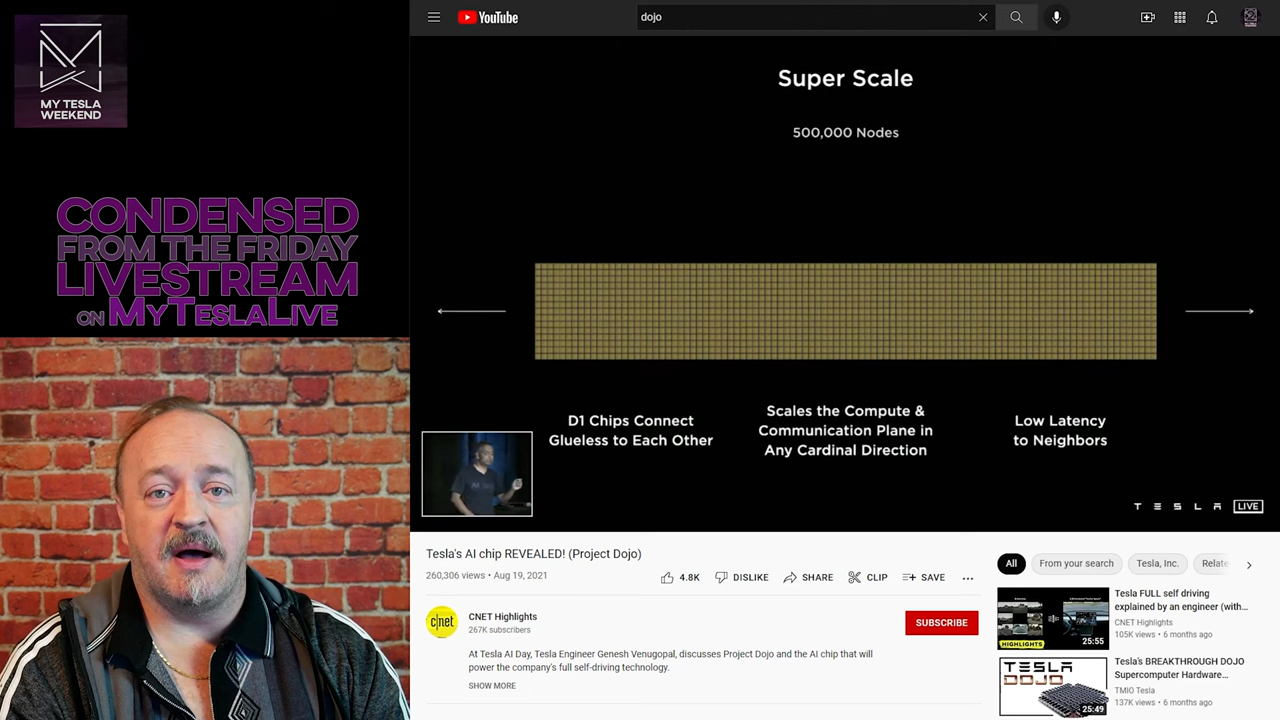 MY TESLA
WEEKEND
CONDENSED
FROM THE FRIDAY
LIVESTREAM
ON MYTESLALIVE
YouTube
dojo
Super Scale
500,000 Nodes
D1 Chips Connect
Glueless to Each Other
Scales the Compute &
Communication Plane in
Any Cardinal Direction
Low Latency
to Neighbors
TESLA LIVE
Tesla's AI chip REVEALED! (Project Dojo)
260,306 views • Aug 19, 2021
4.8K DISLIKE SHARE CLIP SAVE
c|net
CNET Highlights
267K subscribers
SUBSCRIBE
At Tesla AI Day, Tesla Engineer Genesh Venugopal, discusses Project Dojo and the AI chip that will
power the company's full self-driving technology.
SHOW MORE
All From your search Tesla, Inc. Relate
Tesla FULL self driving
explained by an engineer (with...
CNET Highlights
105K views • 6 months ago
HIGHLIGHTS
25:55
Tesla's BREAKTHROUGH DOJO
Supercomputer Hardware...
TMIO Tesla
137K views • 6 months ago
TESLA
DOJO
25:49